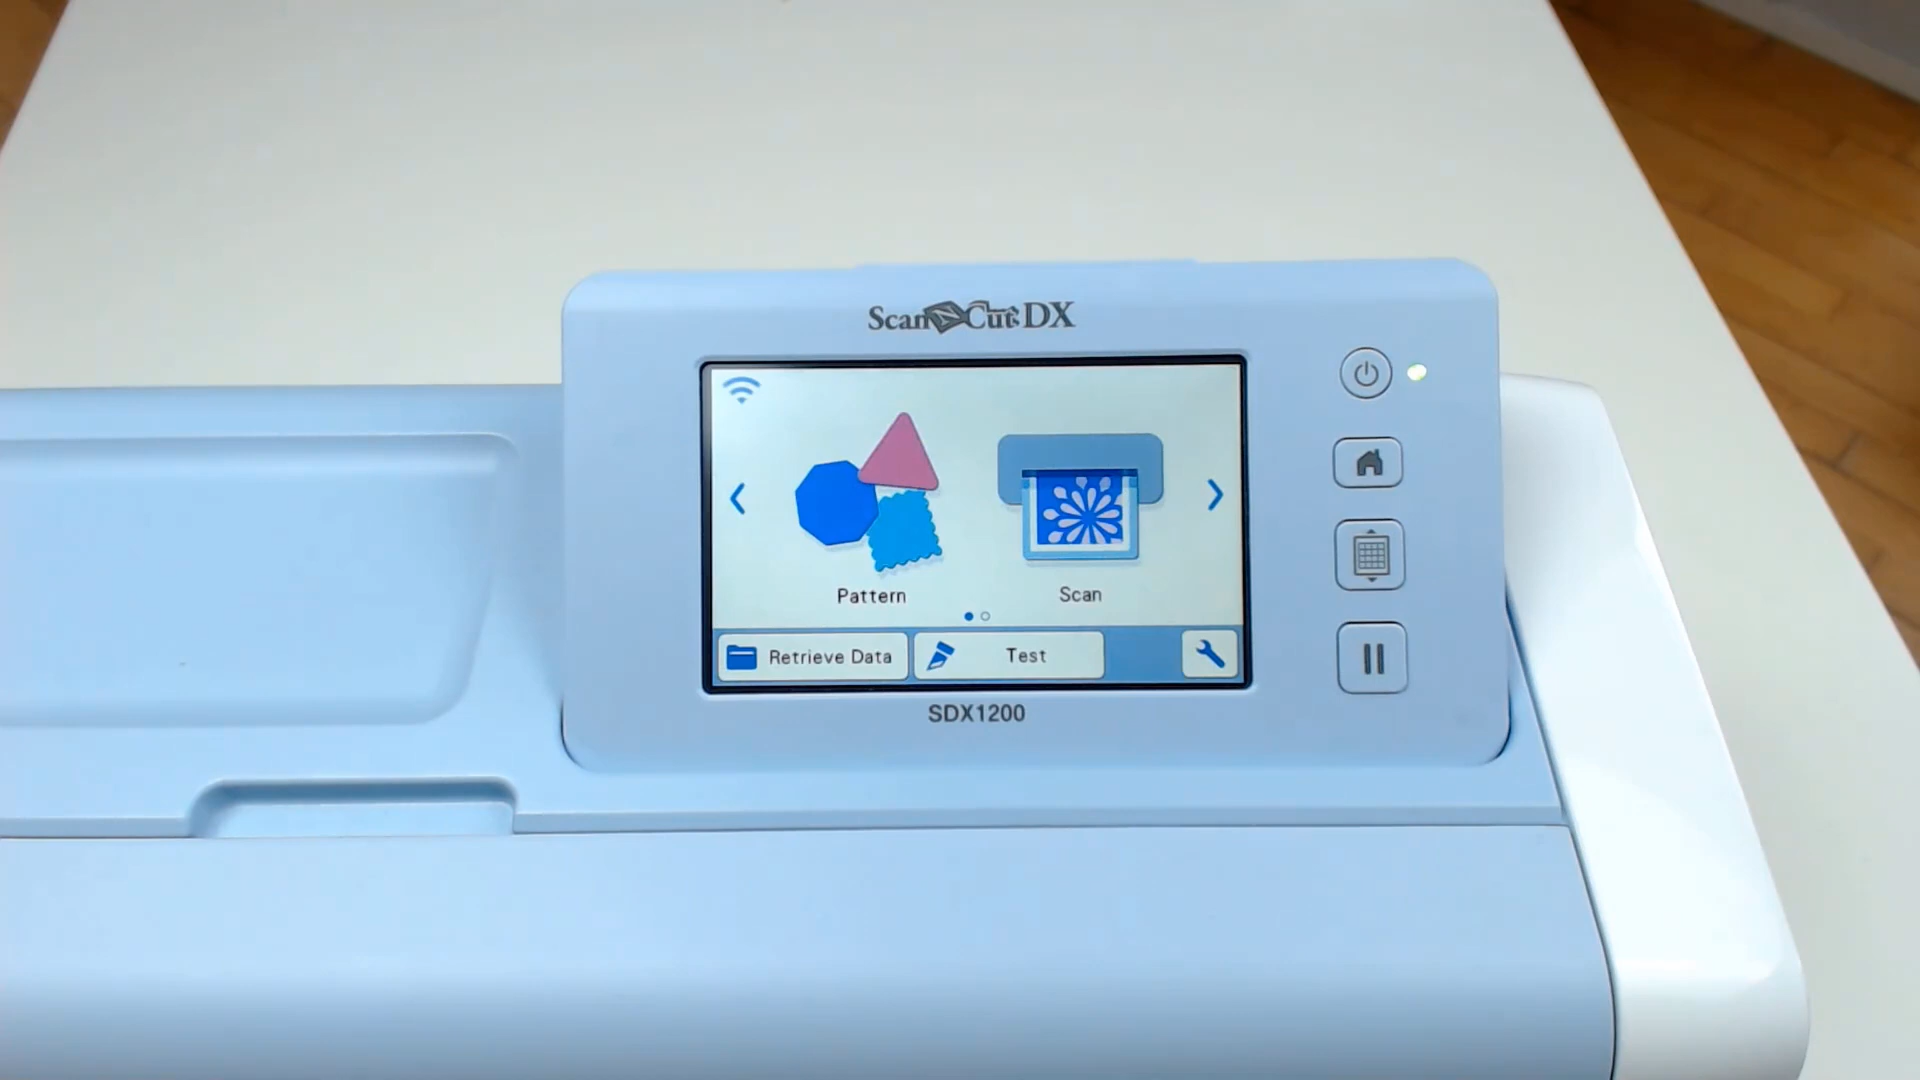 ScanNCut DX
Pattern
Scan
Retrieve Data
Test
SDX1200